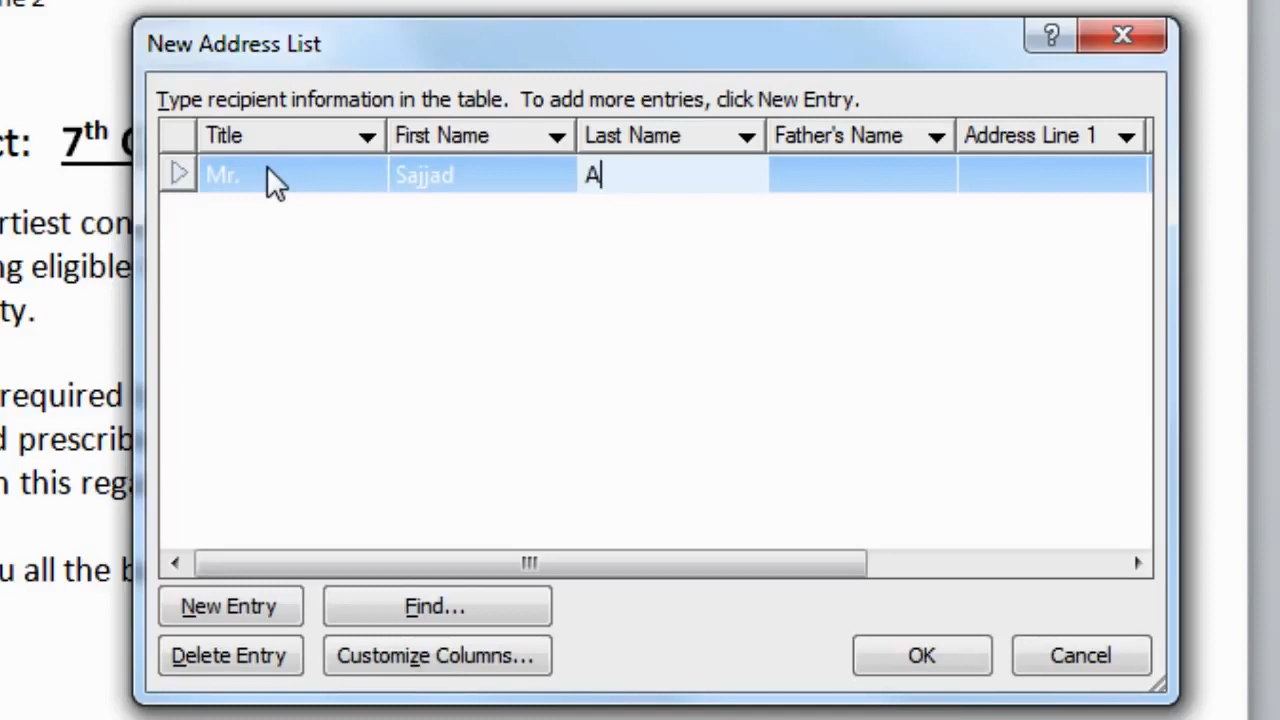 New Address List
Type recipient information in the table. To add more entries, click New Entry.
Title First Name Last Name Father's Name Address Line 1
Mr. Sajjad A
ct: 7th
rtiest con
ng eligible
ty.
required
d prescrib
n this rega
u all the b
New Entry Find...
Delete Entry Customize Columns... OK Cancel